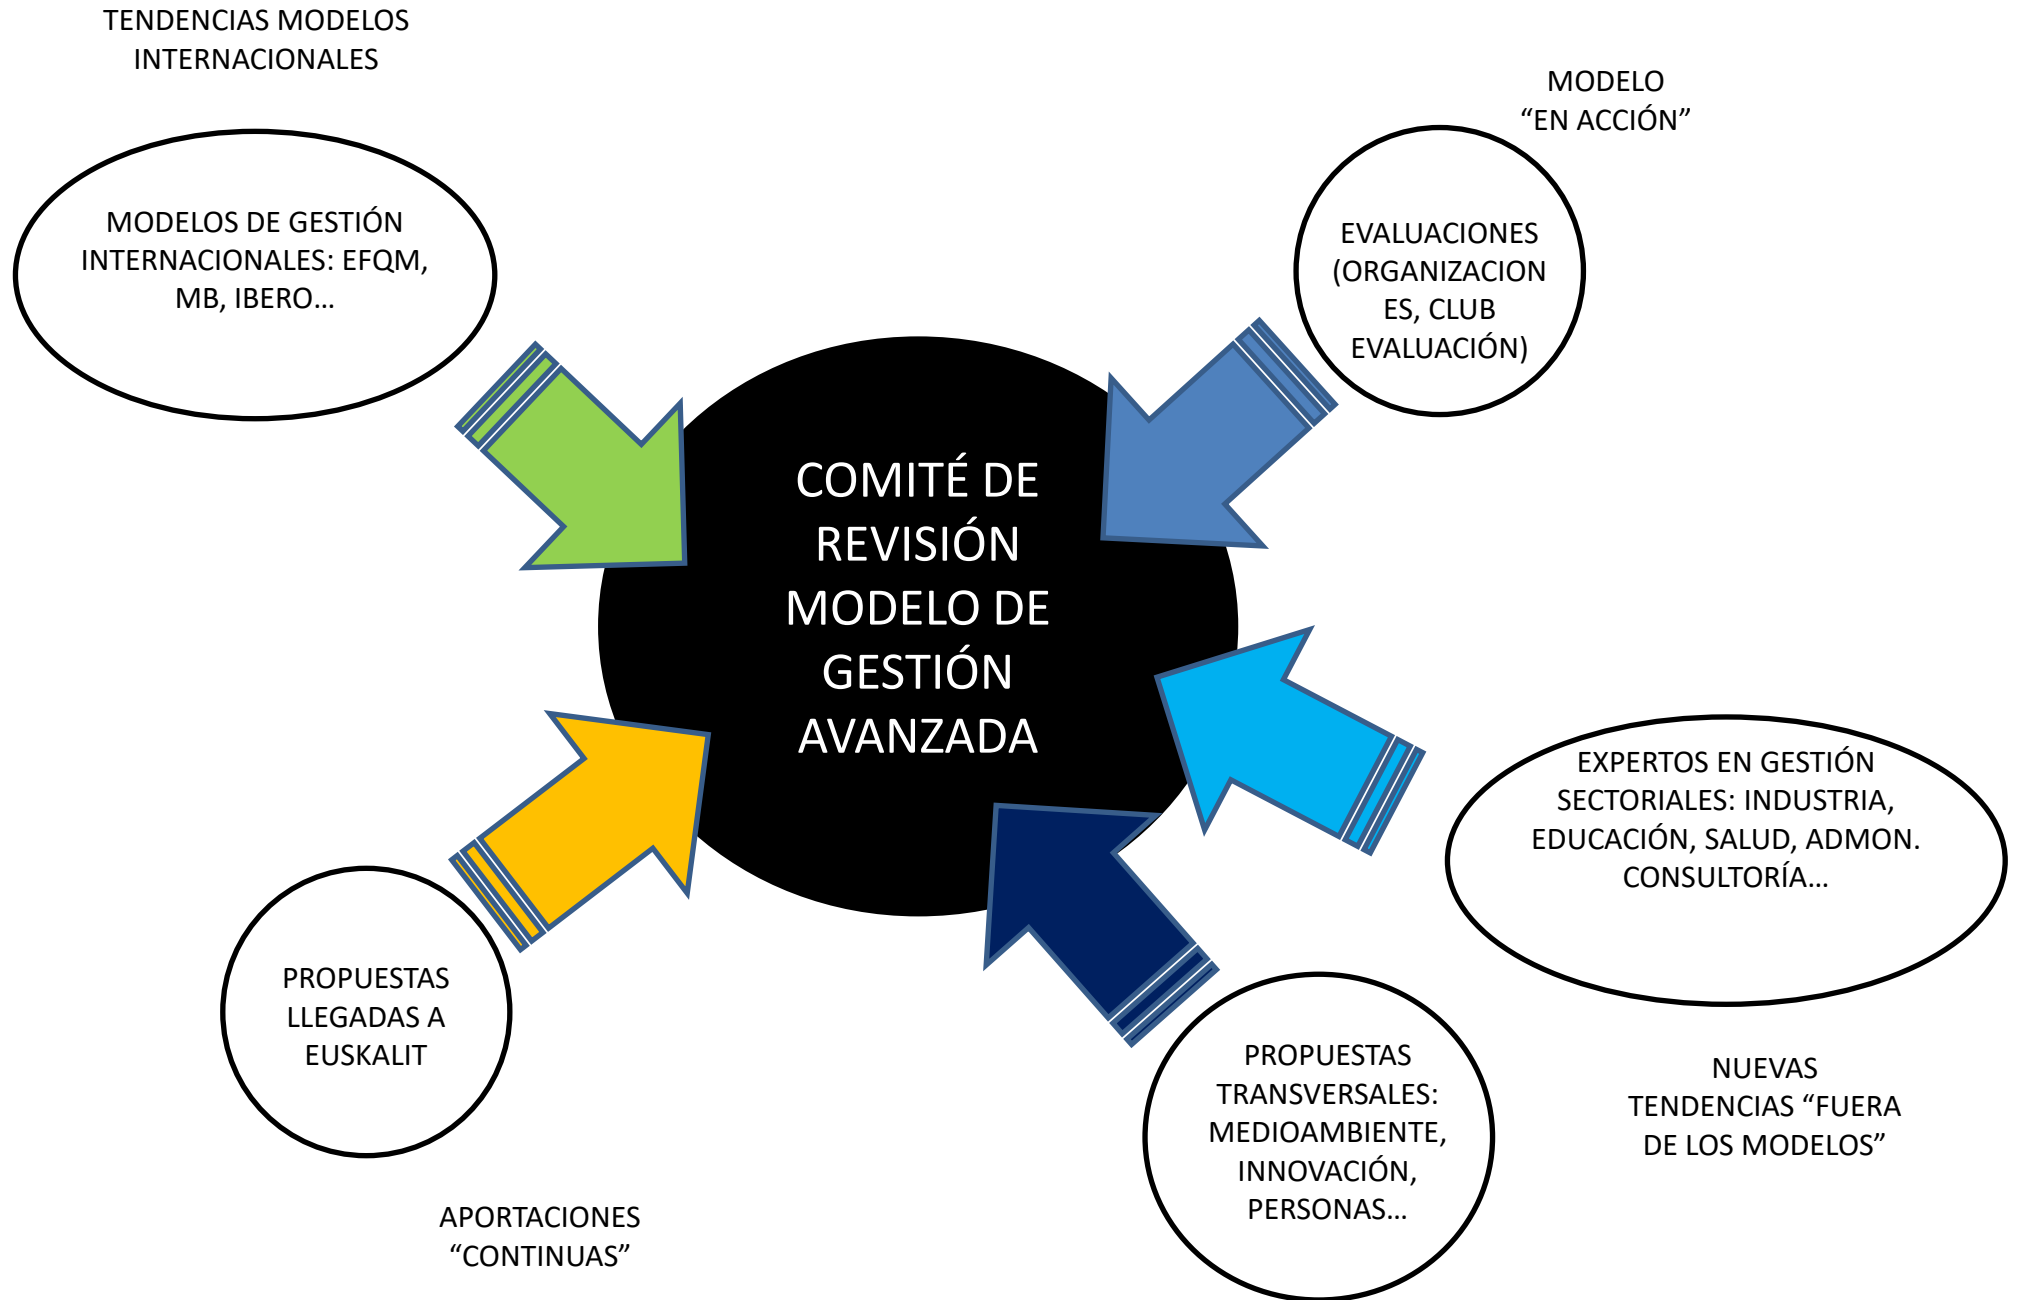 TENDENCIAS MODELOS
INTERNACIONALES
MODELOS DE GESTIÓN
INTERNACIONALES: EFQM,
MB, IBERO…
MODELO
“EN ACCIÓN”
EVALUACIONES
(ORGANIZACION
ES, CLUB
EVALUACIÓN)
COMITÉ DE
REVISIÓN
MODELO DE
GESTIÓN
AVANZADA
EXPERTOS EN GESTIÓN
SECTORIALES: INDUSTRIA,
EDUCACIÓN, SALUD, ADMON.
CONSULTORÍA…
PROPUESTAS
LLEGADAS A
EUSKALIT
PROPUESTAS
TRANSVERSALES:
MEDIOAMBIENTE,
INNOVACIÓN,
PERSONAS…
NUEVAS
TENDENCIAS “FUERA
DE LOS MODELOS”
APORTACIONES
“CONTINUAS”